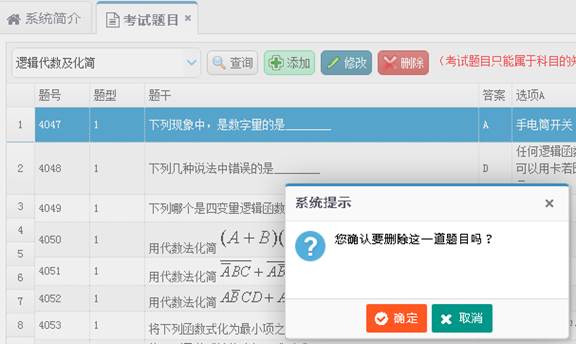 系统简介 考试题目 ×
逻辑代数及化简 查询 添加 修改 删除 (考试题目只能属于科目的
题号 题型 题干 答案 选项A
1 4047 1 下列现象中，是数字量的是________ A 手电筒开关
2 4048 1 下列几种说法中错误的是________ D 任何逻辑函
可以用卡若
3 4049 1 下列哪个是四变量逻辑函数
4 4050 1 用代数法化简 (A + B)(
5
6 4051 1 用代数法化简
7 4052 1 用代数法化简
8 4053 1 将下列函数式化为最小项之
系统提示 ×
您确认要删除这一道题目吗？
确定 取消